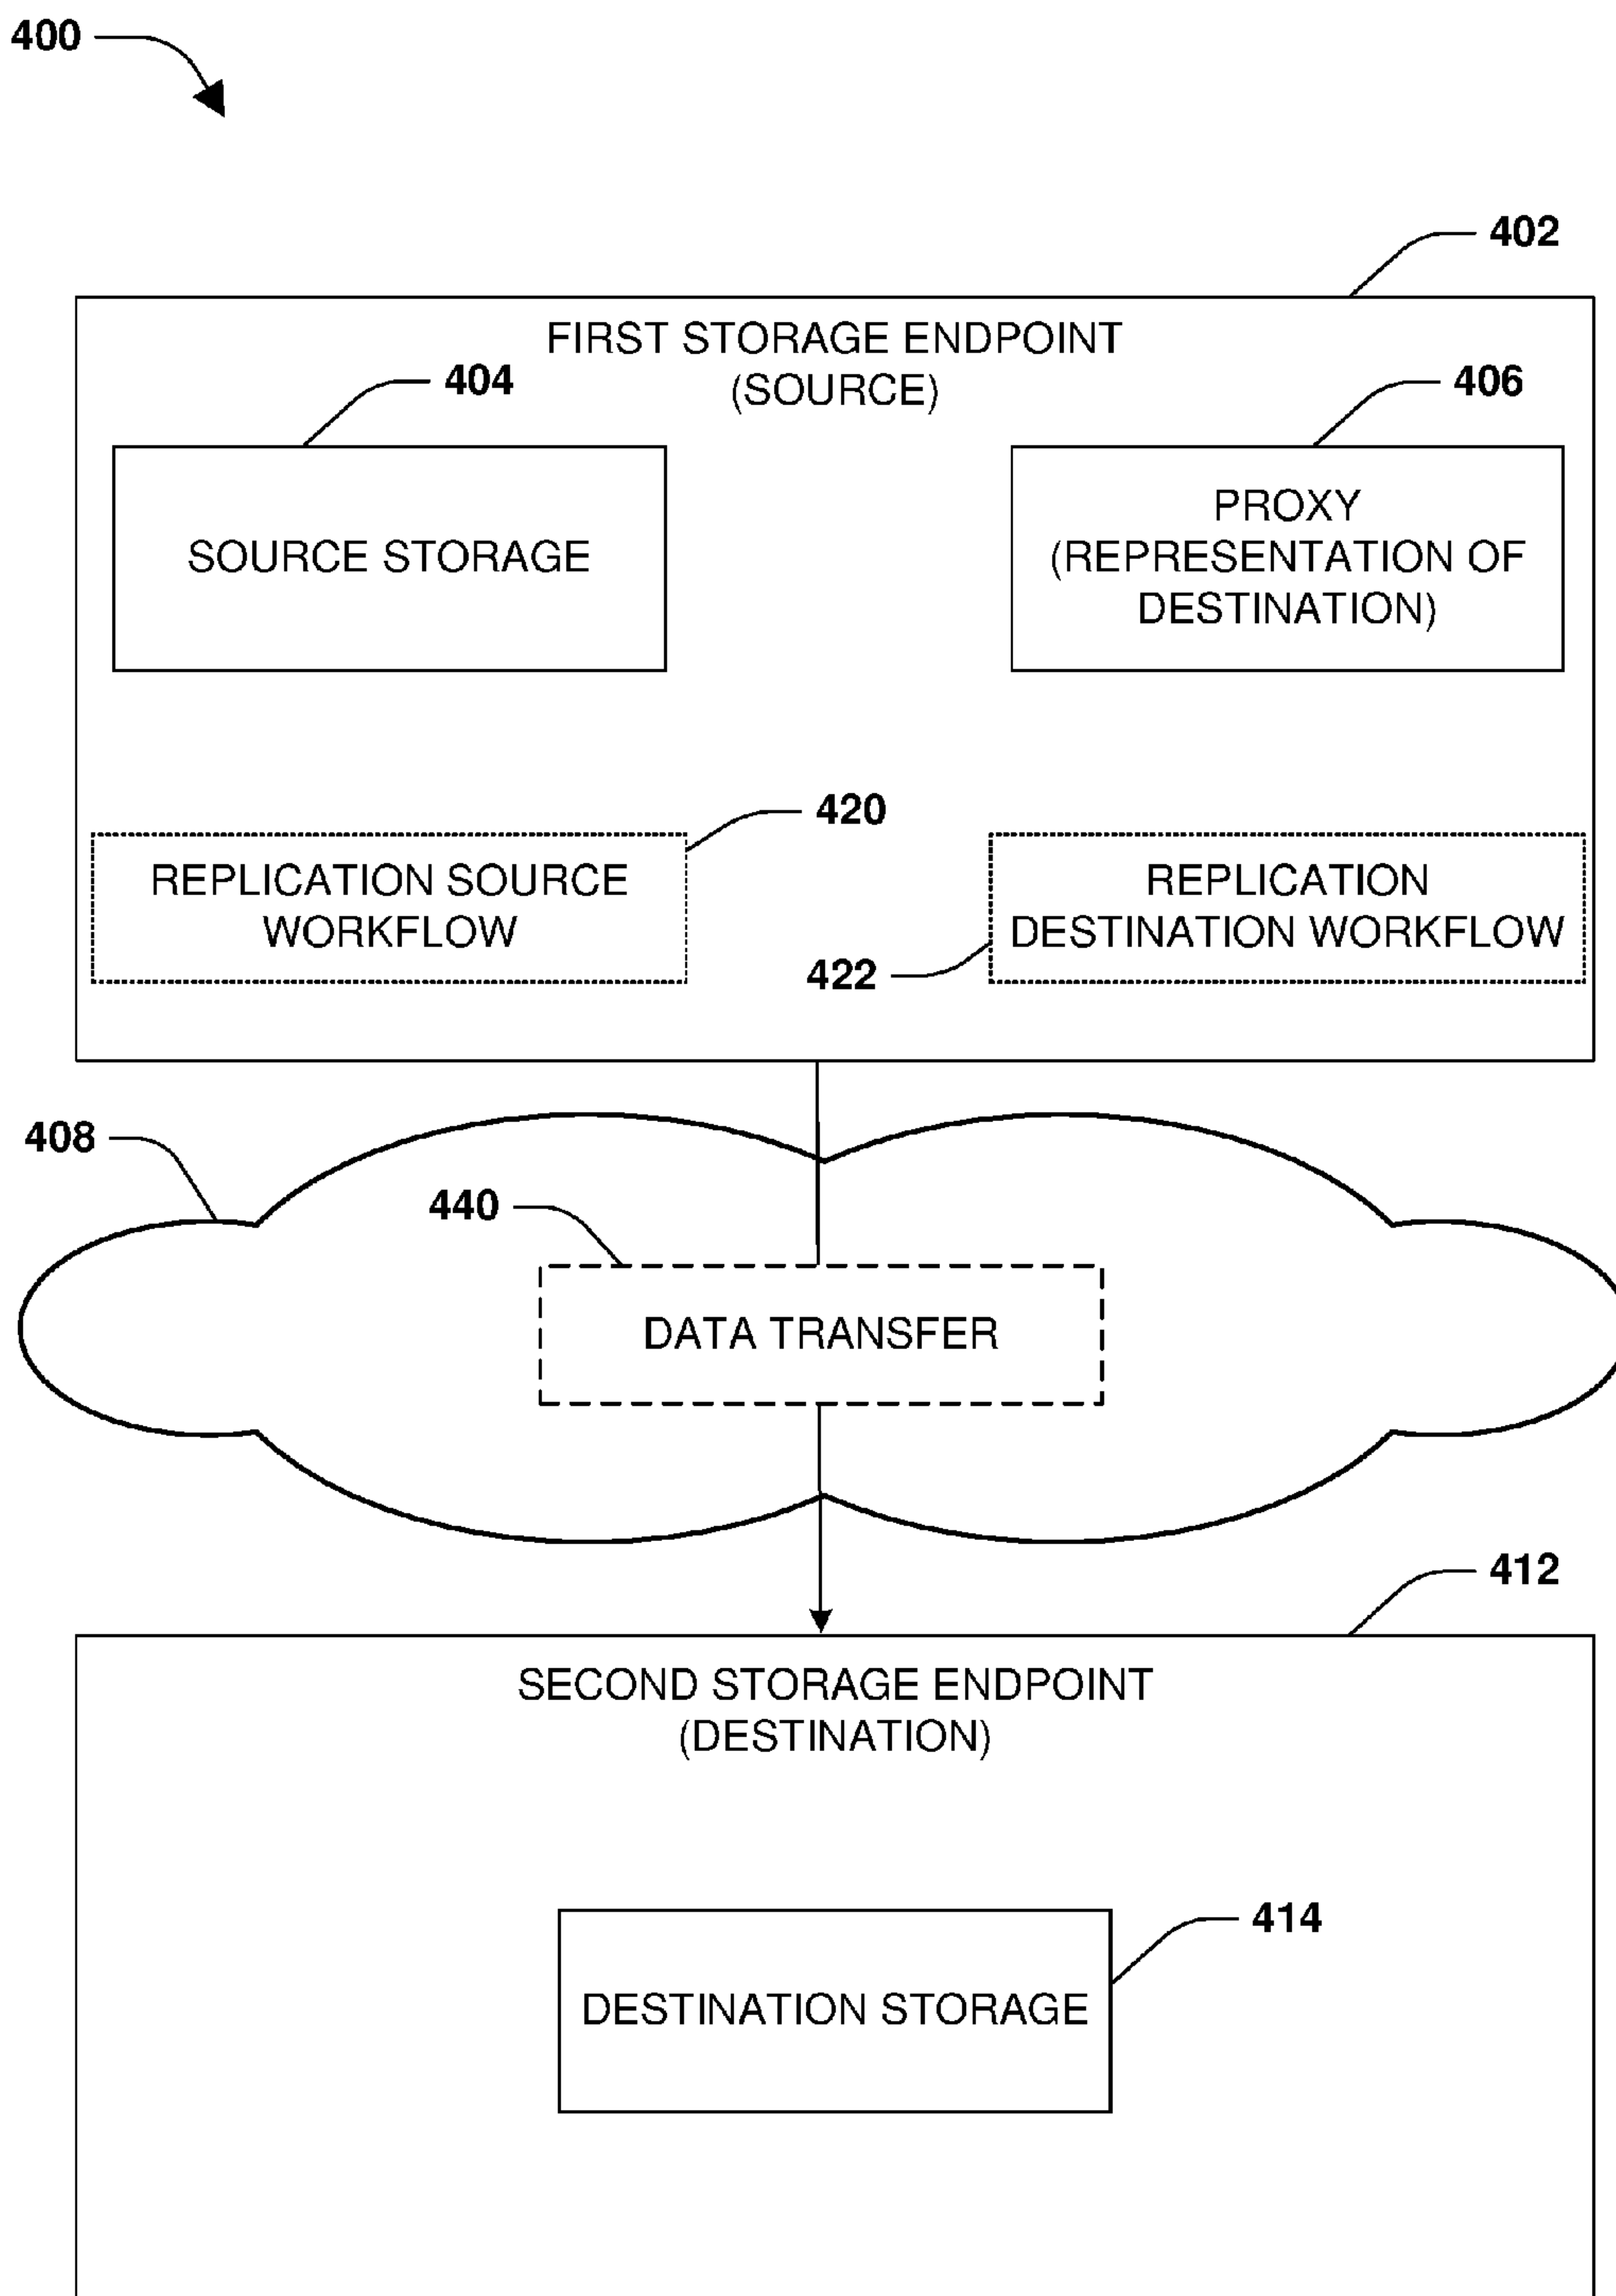 400
402
FIRST STORAGE ENDPOINT
(SOURCE)
404
406
SOURCE STORAGE
PROXY
(REPRESENTATION OF
DESTINATION)
420
REPLICATION SOURCE
WORKFLOW
REPLICATION
DESTINATION WORKFLOW
422
408
440
DATA TRANSFER
412
SECOND STORAGE ENDPOINT
(DESTINATION)
414
DESTINATION STORAGE